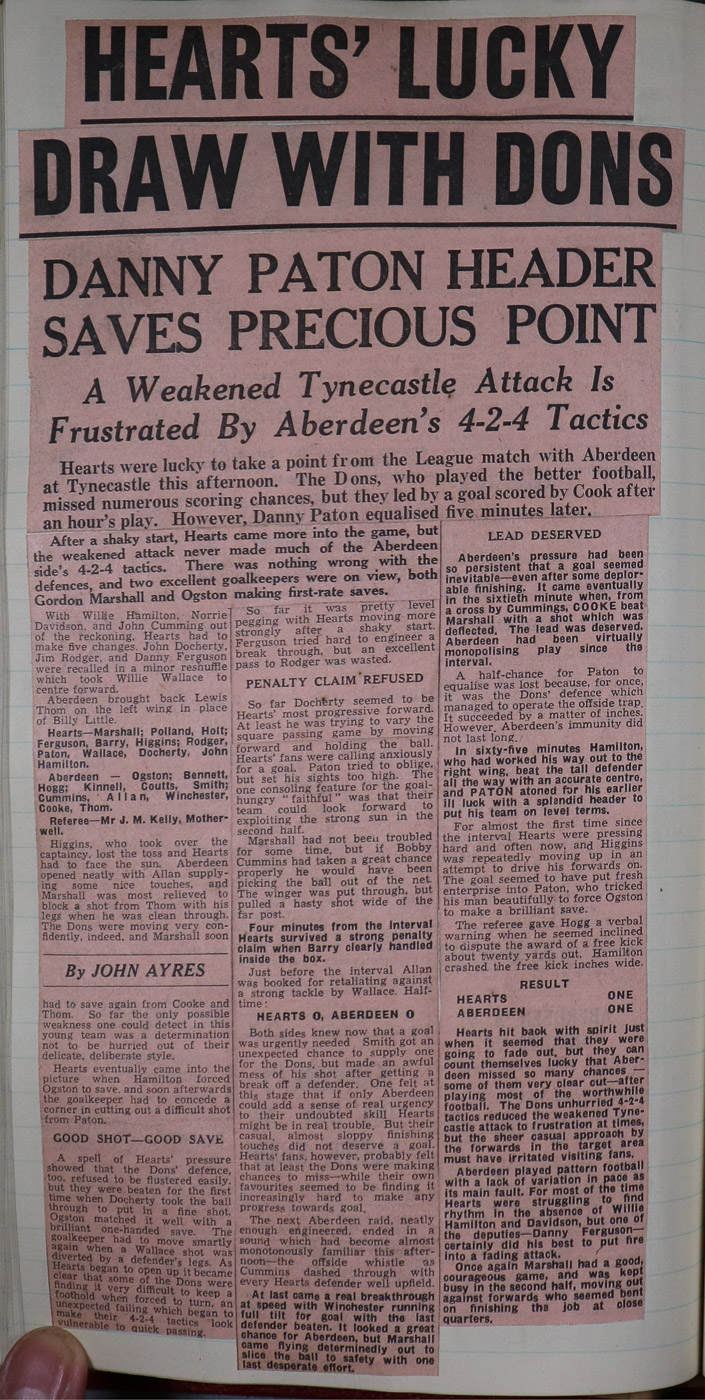 HEARTS' LUCKY
DRAW WITH DONS
DANNY PATON HEADER
SAVES PRECIOUS POINT
A Weakened Tynecastle Attack Is
Frustrated By Aberdeen's 4-2-4 Tactics
Hearts were lucky to take a point from the League match with Aberdeen
at Tynecastle this afternoon. The Dons, who played the better football,
missed numerous scoring chances, but they led by a goal scored by Cook after
an hour's play. However, Danny Paton equalised five minutes later.
After a shaky start, Hearts came more into the game, but
the weakened attack never made much of the Aberdeen
side's 4-2-4 tactics. There was nothing wrong with the
defences, and two excellent goalkeepers were on view, both
Gordon Marshall and Ogston making first-rate saves.
With Willie Hamilton, Norrie
Davidson, and John Cumming out
of the reckoning, Hearts had to
make five changes. John Docherty,
Jim Rodger, and Danny Ferguson
were recalled in a minor reshuffle
which took Willie Wallace to
centre forward.
Aberdeen brought back Lewis
Thom on the left wing in place
of Billy Little.
Hearts—Marshall; Polland, Holt;
Ferguson, Barry, Higgins; Rodger,
Paton, Wallace, Docherty, John
Hamilton.
Aberdeen — Ogston; Bennett,
Hogg; Kinnell, Coutts, Smith;
Cummins, Allan, Winchester,
Cooke, Thom.
Referee—Mr J. M. Kelly, Mother-
well.
Higgins, who took over the
captaincy, lost the toss and Hearts
had to face the sun. Aberdeen
opened neatly with Allan supply-
ing some nice touches, and
Marshall was most relieved to
block a shot from Thom with his
legs when he was clean through.
The Dons were moving very con-
fidently, indeed, and Marshall soon
By JOHN AYRES
had to save again from Cooke and
Thom. So far the only possible
weakness one could detect in this
young team was a determination
not to be hurried out of their
delicate, deliberate style.
Hearts eventually came into the
picture when Hamilton forced
Ogston to save, and soon afterwards
the goalkeeper had to concede a
corner in cutting out a difficult shot
from Paton.
GOOD SHOT—GOOD SAVE
A spell of Hearts' pressure
showed that the Dons' defence,
too, refused to be flustered easily,
but they were beaten for the first
time when Docherty took the ball
through to put in a fine shot.
Ogston matched it well with a
brilliant one-handed save. The
goalkeeper had to move smartly
again when a Wallace shot was
diverted by a defender's legs. As
Hearts began to open up it became
clear that some of the Dons were
finding it very difficult to keep a
foothold when forced to turn, an
unexpected failing which began to
make their 4-2-4 tactics look
vulnerable to quick passing.
So far it was pretty level
pegging with Hearts moving more
strongly after a shaky start.
Ferguson tried hard to engineer a
break through, but an excellent
pass to Rodger was wasted.
PENALTY CLAIM REFUSED
So far Docherty seemed to be
Hearts' most progressive forward.
At least he was trying to vary the
square passing game by moving
forward and holding the ball.
Hearts' fans were calling anxiously
for a goal. Paton tried to oblige,
but set his sights too high. The
one consoling feature for the goal-
hungry "faithful" was that their
team could look forward to
exploiting the strong sun in the
second half.
Marshall had not been troubled
for some time, but if Bobby
Cummins had taken a great chance
properly he would have been
picking the ball out of the net.
The winger was put through, but
pulled a hasty shot wide of the
far post.
Four minutes from the interval
Hearts survived a strong penalty
claim when Barry clearly handled
inside the box.
Just before the interval Allan
was booked for retaliating against
a strong tackle by Wallace. Half-
time:
HEARTS 0, ABERDEEN 0
Both sides knew now that a goal
was urgently needed Smith got an
unexpected chance to supply one
for the Dons, but made an awful
mess of his shot after getting a
break off a defender. One felt at
this stage that if only Aberdeen
could add a sense of real urgency
to their undoubted skill Hearts
might be in real trouble. But their
casual, almost sloppy finishing
touches did not deserve a goal.
Hearts' fans, however, probably felt
that at least the Dons were making
chances to miss—while their own
favourites seemed to be finding it
increasingly hard to make any
progress towards goal.
The next Aberdeen raid, neatly
enough engineered, ended in a
sound which had become almost
monotonously familiar this after-
noon—the offside whistle as
Cummins dashed through with
every Hearts defender well upfield.
At last came a real breakthrough
at speed with Winchester running
full tilt for goal with the last
defender beaten. It looked a great
chance for Aberdeen, but Marshall
came flying determinedly out to
slice the ball to safety with one
last desperate effort.
LEAD DESERVED
Aberdeen's pressure had been
so persistent that a goal seemed
inevitable—even after some deplor-
able finishing. It came eventually
in the sixtieth minute when, from
a cross by Cummings, COOKE beat
Marshall with a shot which was
deflected. The lead was deserved.
Aberdeen had been virtually
monopolising play since the
interval.
A half-chance for Paton to
equalise was lost because, for once,
it was the Dons' defence which
managed to operate the offside trap.
It succeeded by a matter of inches.
However, Aberdeen's immunity did
not last long.
In sixty-five minutes Hamilton,
who had worked his way out to the
right wing, beat the tall defender
all the way with an accurate centre,
and PATON atoned for his earlier
ill luck with a splendid header to
put his team on level terms.
For almost the first time since
the interval Hearts were pressing
hard and often now, and Higgins
was repeatedly moving up in an
attempt to drive his forwards on.
The goal seemed to have put fresh
enterprise into Paton, who tricked
his man beautifully to force Ogston
to make a brilliant save.
The referee gave Hogg a verbal
warning when he seemed inclined
to dispute the award of a free kick
about twenty yards out. Hamilton
crashed the free kick inches wide.
RESULT
HEARTS ONE
ABERDEEN ONE
Hearts hit back with spirit just
when it seemed that they were
going to fade out, but they can
count themselves lucky that Aber-
deen missed so many chances —
some of them very clear cut—after
playing most of the worthwhile
football. The Dons unhurried 4-2-4
tactics reduced the weakened Tyne-
castle attack to frustration at times,
but the sheer casual approach by
the forwards in the target area
must have irritated visiting fans.
Aberdeen played pattern football
with a lack of variation in pace as
its main fault. For most of the time
Hearts were struggling to find
rhythm in the absence of Willie
Hamilton and Davidson, but one of
the deputies—Danny Ferguson—
certainly did his best to put fire
into a fading attack.
Once again Marshall had a good,
courageous game, and was kept
busy in the second half, moving out
against forwards who seemed bent
on finishing the job at close
quarters.